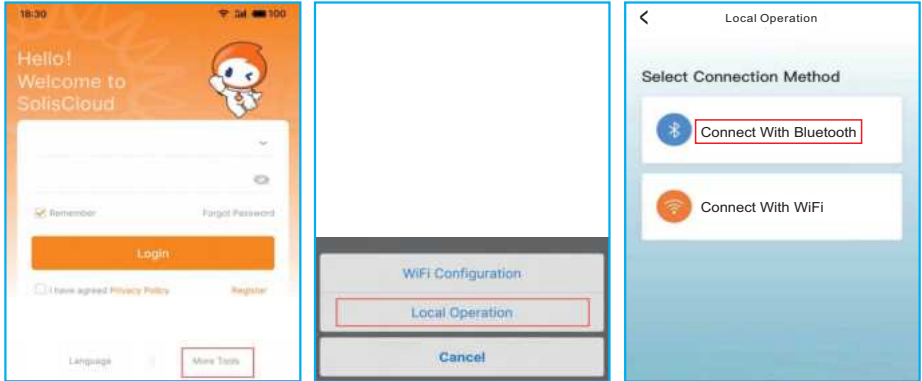 18:30
100
Hello!
Welcome to
SolisCloud
Remember
Forgot Password
Login
I have agreed Privacy Policy
Register
Language
More Tools
WiFi Configuration
Local Operation
Cancel
Local Operation
Select Connection Method
Connect With Bluetooth
Connect With WiFi